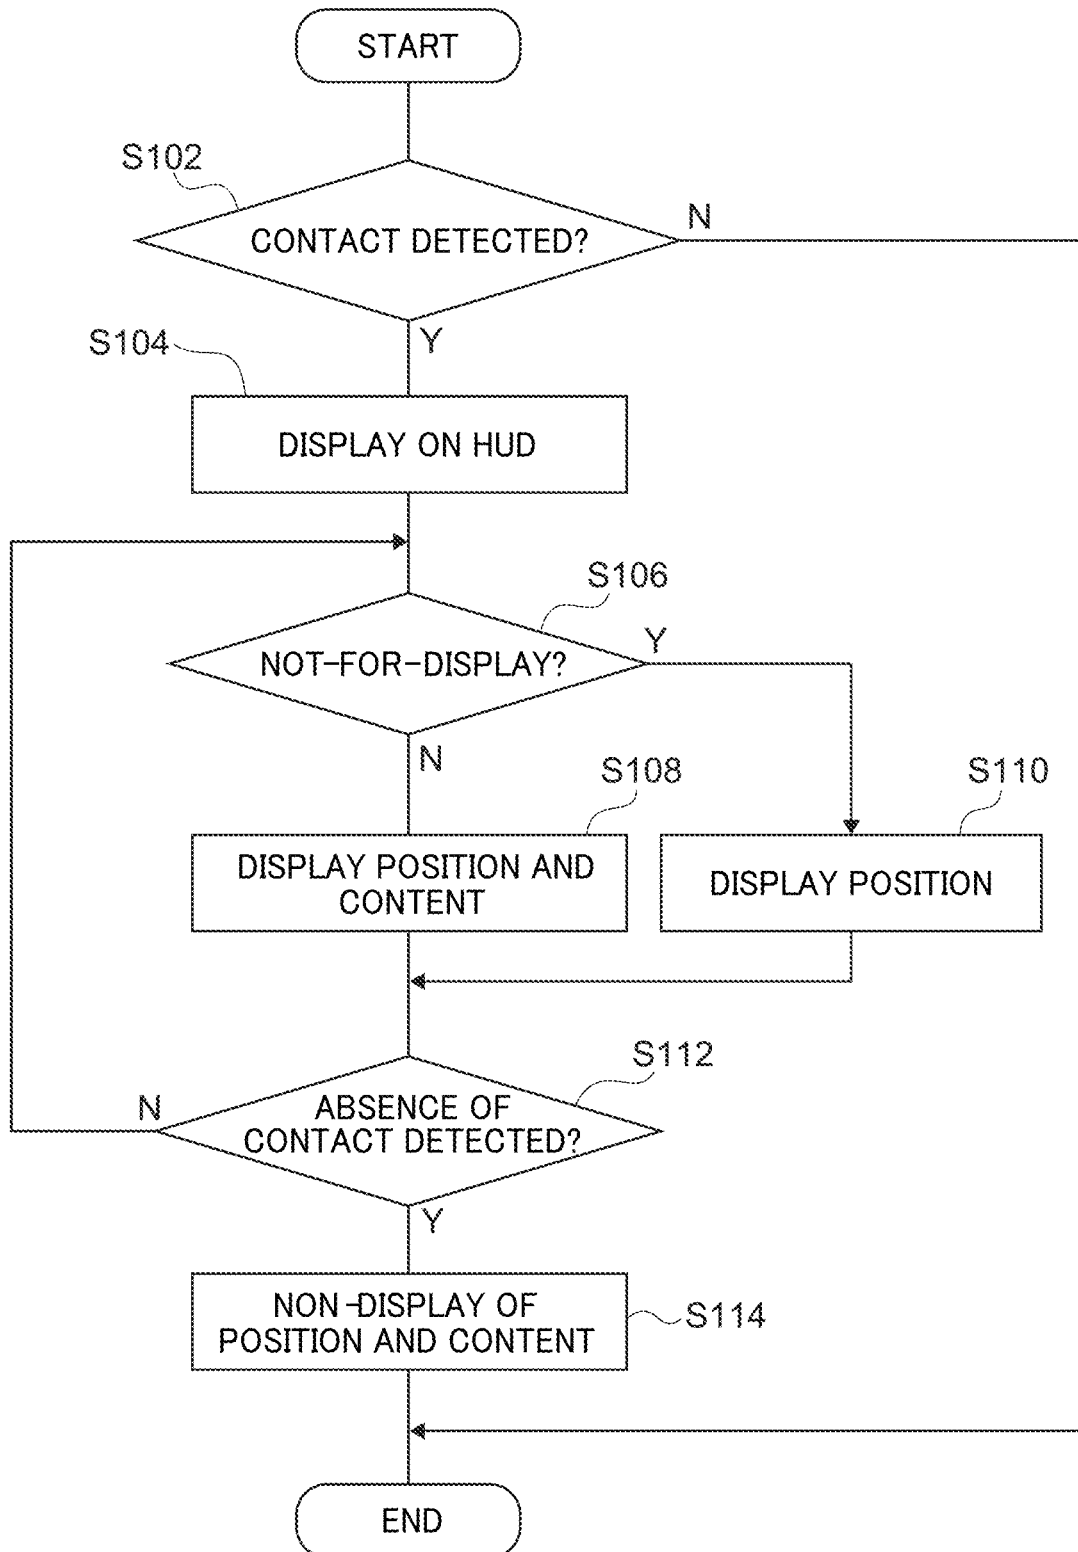 START
S102
CONTACT DETECTED?
N
Y
S104
DISPLAY ON HUD
S106
NOT-FOR-DISPLAY?
Y
N
S108
S110
DISPLAY POSITION AND
CONTENT
DISPLAY POSITION
S112
N
ABSENCE OF
CONTACT DETECTED?
Y
NON-DISPLAY OF
POSITION AND CONTENT
S114
END